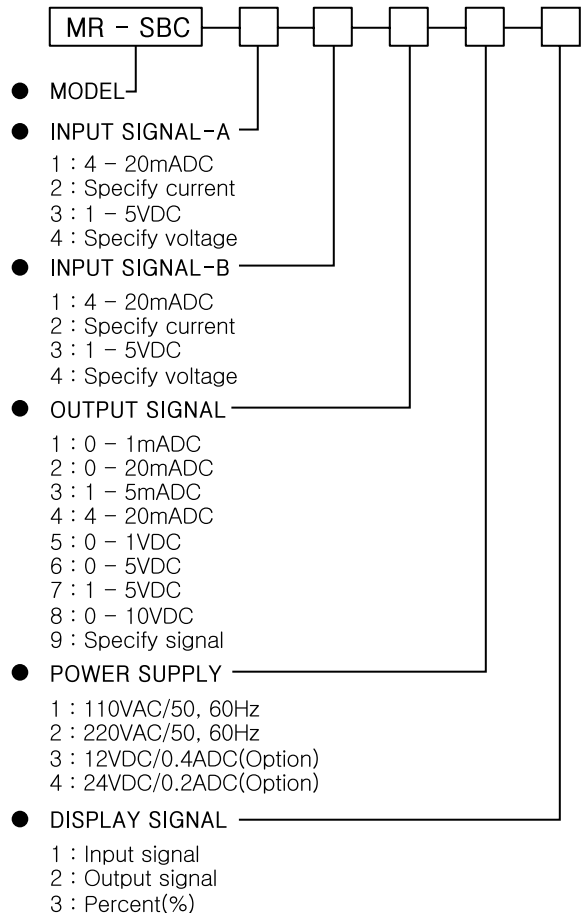 MR - SBC
● MODEL
● INPUT SIGNAL-A
1 : 4 - 20mADC
2 : Specify current
3 : 1 - 5VDC
4 : Specify voltage
● INPUT SIGNAL-B
1 : 4 - 20mADC
2 : Specify current
3 : 1 - 5VDC
4 : Specify voltage
● OUTPUT SIGNAL
1 : 0 - 1mADC
2 : 0 - 20mADC
3 : 1 - 5mADC
4 : 4 - 20mADC
5 : 0 - 1VDC
6 : 0 - 5VDC
7 : 1 - 5VDC
8 : 0 - 10VDC
9 : Specify signal
● POWER SUPPLY
1 : 110VAC/50, 60Hz
2 : 220VAC/50, 60Hz
3 : 12VDC/0.4ADC(Option)
4 : 24VDC/0.2ADC(Option)
● DISPLAY SIGNAL
1 : Input signal
2 : Output signal
3 : Percent(%)